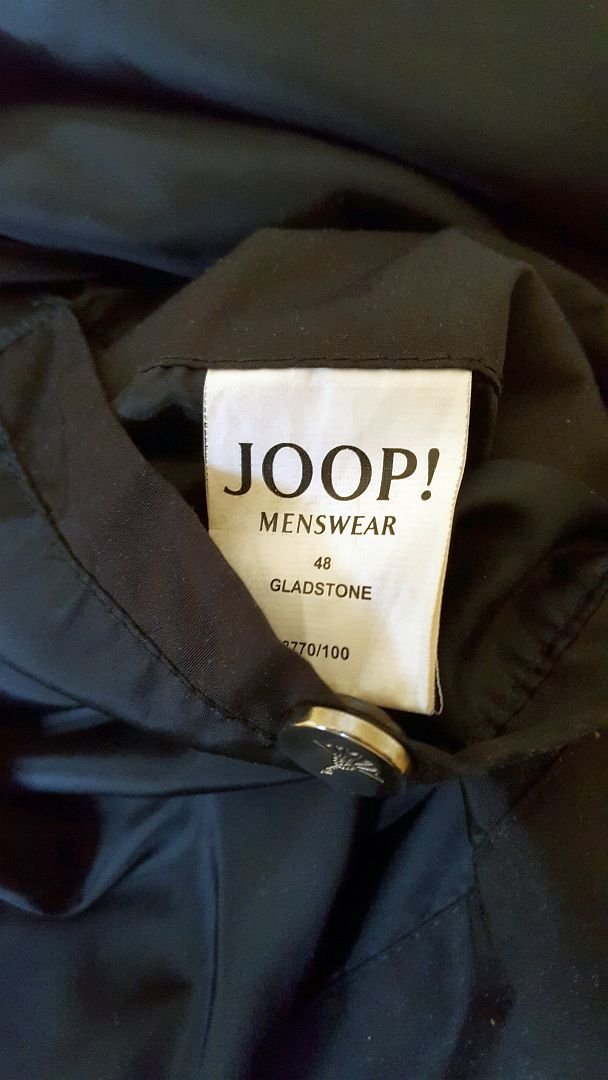 JOOP!
MENSWEAR
48
GLADSTONE
770/100